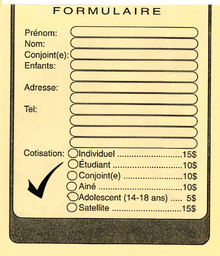 FORMULAIRE
Prénom:
Nom:
Conjoint(e):
Enfants:
Adresse:
Tel:
Cotisation: Individuel ........................ 15$
Étudiant ........................... 10$
Conjoint(e) ...................... 10$
Ainé ................................. 10$
Adolescent (14-18 ans) ..... 5$
Satellite ........................... 15$